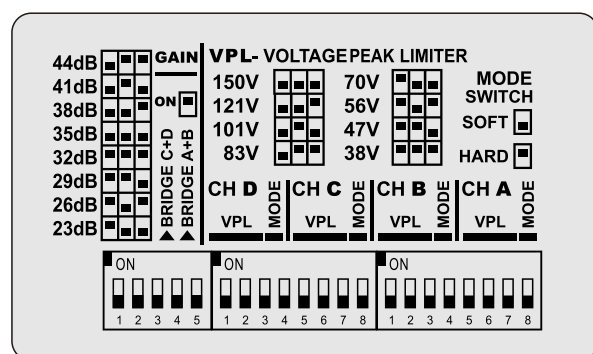 GAIN
44dB
41dB
38dB
35dB
32dB
29dB
26dB
23dB
ON
BRIDGE C+D
BRIDGE A+B
VPL- VOLTAGE PEAK LIMITER
150V 70V
121V 56V
101V 47V
83V 38V
MODE
SWITCH
SOFT
HARD
CH D MODE CH C MODE CH B MODE CH A MODE
VPL VPL VPL VPL
ON ON ON
1 2 3 4 5 1 2 3 4 5 6 7 8 1 2 3 4 5 6 7 8